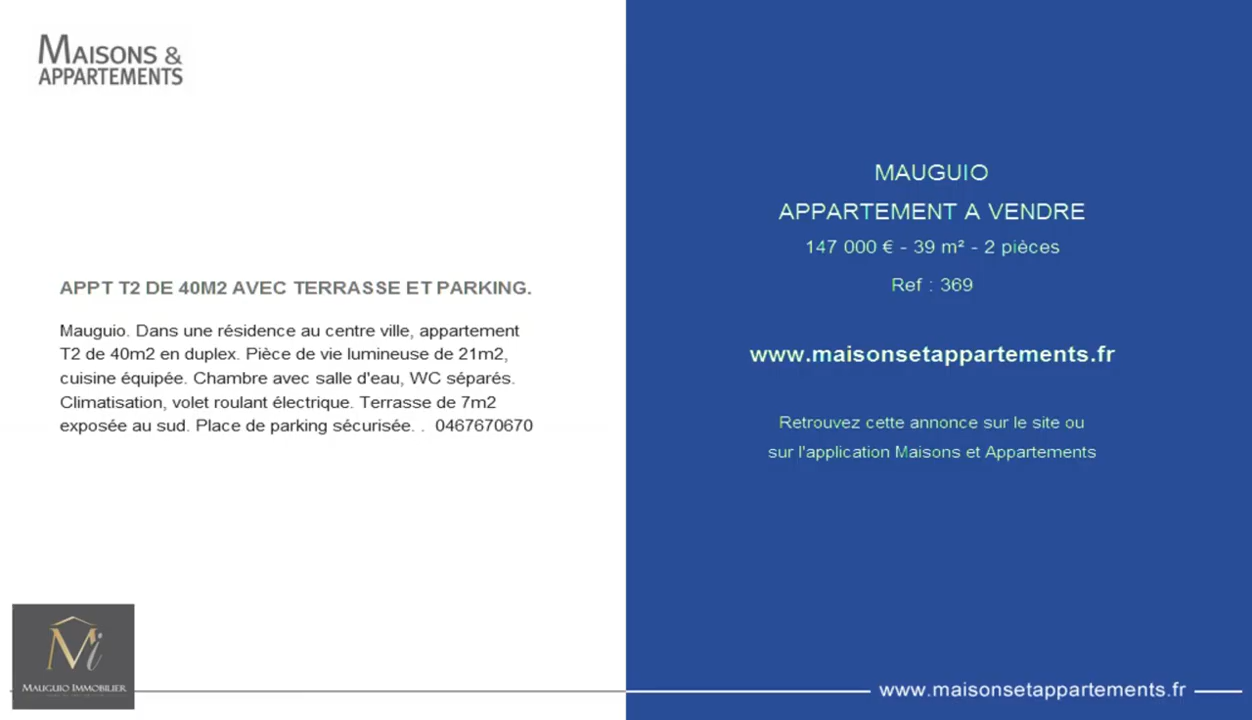 MAISONS &
APPARTEMENTS
APPT T2 DE 40M2 AVEC TERRASSE ET PARKING.
Mauguio. Dans une résidence au centre ville, appartement
T2 de 40m2 en duplex. Pièce de vie lumineuse de 21m2,
cuisine équipée. Chambre avec salle d'eau, WC séparés.
Climatisation, volet roulant électrique. Terrasse de 7m2
exposée au sud. Place de parking sécurisée. . 0467670670
Mi
MAUGUIO IMMOBILIER
MAUGUIO
APPARTEMENT A VENDRE
147 000 € - 39 m² - 2 pièces
Ref : 369
www.maisonsetappartements.fr
Retrouvez cette annonce sur le site ou
sur l'application Maisons et Appartements
www.maisonsetappartements.fr